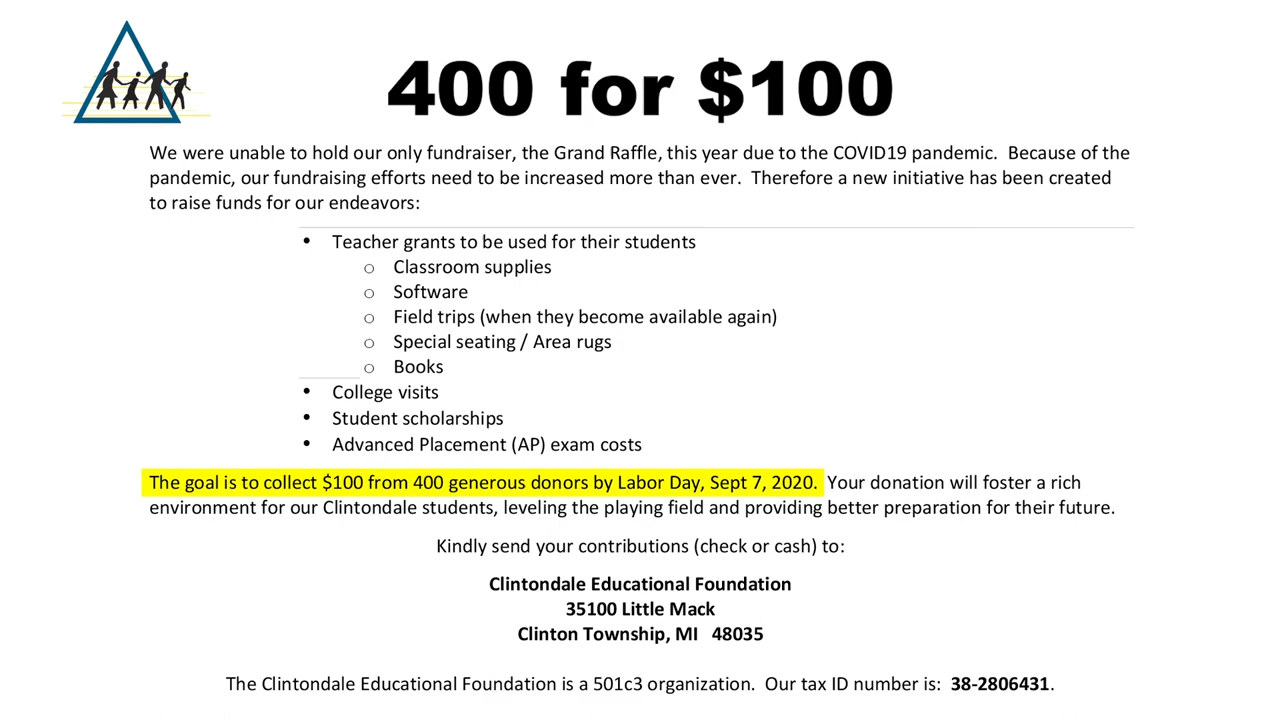 400 for $100
We were unable to hold our only fundraiser, the Grand Raffle, this year due to the COVID19 pandemic.  Because of the
pandemic, our fundraising efforts need to be increased more than ever.  Therefore a new initiative has been created
to raise funds for our endeavors:
• Teacher grants to be used for their students
o Classroom supplies
o Software
o Field trips (when they become available again)
o Special seating / Area rugs
o Books
• College visits
• Student scholarships
• Advanced Placement (AP) exam costs
The goal is to collect $100 from 400 generous donors by Labor Day, Sept 7, 2020.  Your donation will foster a rich
environment for our Clintondale students, leveling the playing field and providing better preparation for their future.
Kindly send your contributions (check or cash) to:
Clintondale Educational Foundation
35100 Little Mack
Clinton Township, MI   48035
The Clintondale Educational Foundation is a 501c3 organization.  Our tax ID number is:  38-2806431.